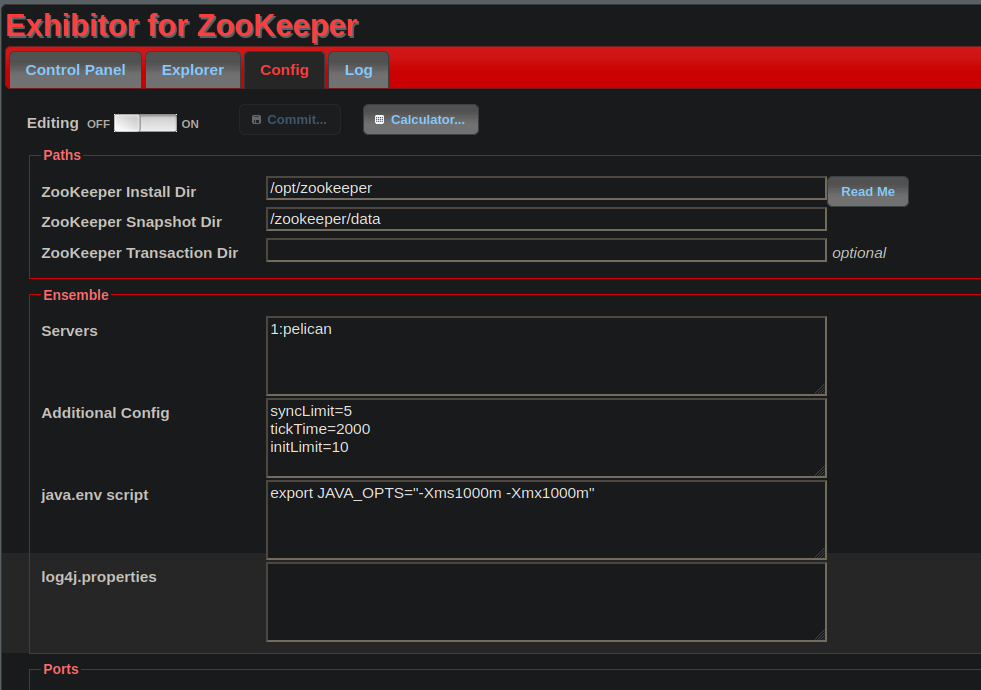 Exhibitor for ZooKeeper
Control Panel Explorer Config Log
Editing OFF ON Commit... Calculator...
Paths
ZooKeeper Install Dir /opt/zookeeper Read Me
ZooKeeper Snapshot Dir /zookeeper/data
ZooKeeper Transaction Dir optional
Ensemble
Servers 1:pelican
Additional Config syncLimit=5
tickTime=2000
initLimit=10
java.env script export JAVA_OPTS="-Xms1000m -Xmx1000m"
log4j.properties
Ports